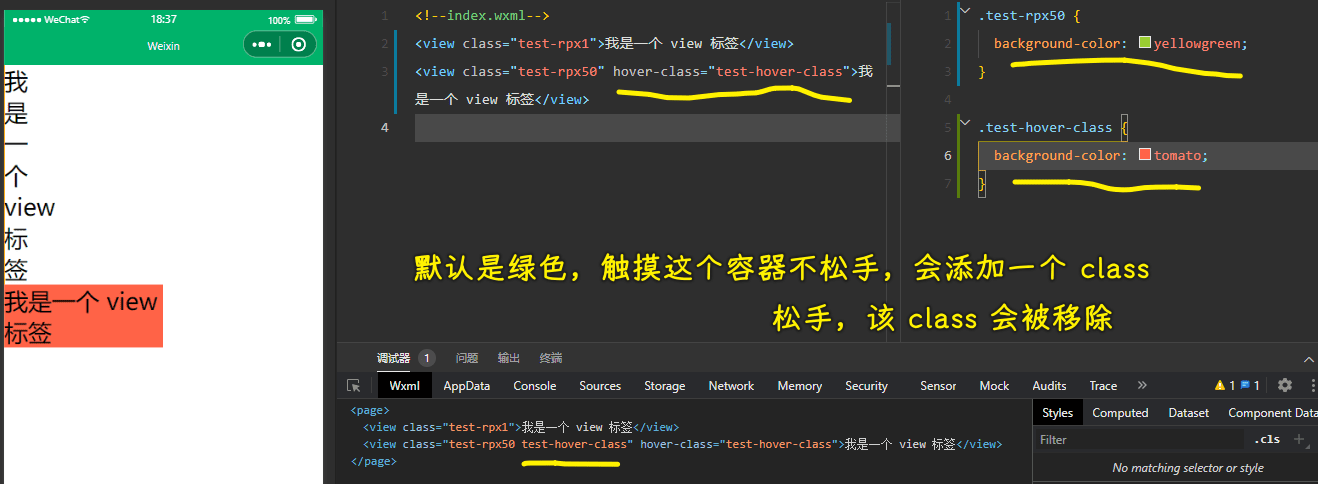 WeChat
18:37
100%
Weixin
我
是
一
个
view
标
签
我是一个 view
标签
1
<!--index.wxml-->
2
<view class="test-rpx1">我是一个 view 标签</view>
3
<view class="test-rpx50" hover-class="test-hover-class">我
是一个 view 标签</view>
4
1
.test-rpx50 {
2
background-color: yellowgreen;
3
}
4
5
.test-hover-class {
6
background-color: tomato;
7
}
默认是绿色，触摸这个容器不松手，会添加一个 class
松手，该 class 会被移除
调试器 1 问题 输出 终端
Wxml AppData Console Sources Storage Network Memory Security Sensor Mock Audits Trace » 1 1
<page>
<view class="test-rpx1">我是一个 view 标签</view>
<view class="test-rpx50 test-hover-class" hover-class="test-hover-class">我是一个 view 标签</view>
</page>
Styles Computed Dataset Component Data
Filter .cls +
No matching selector or style